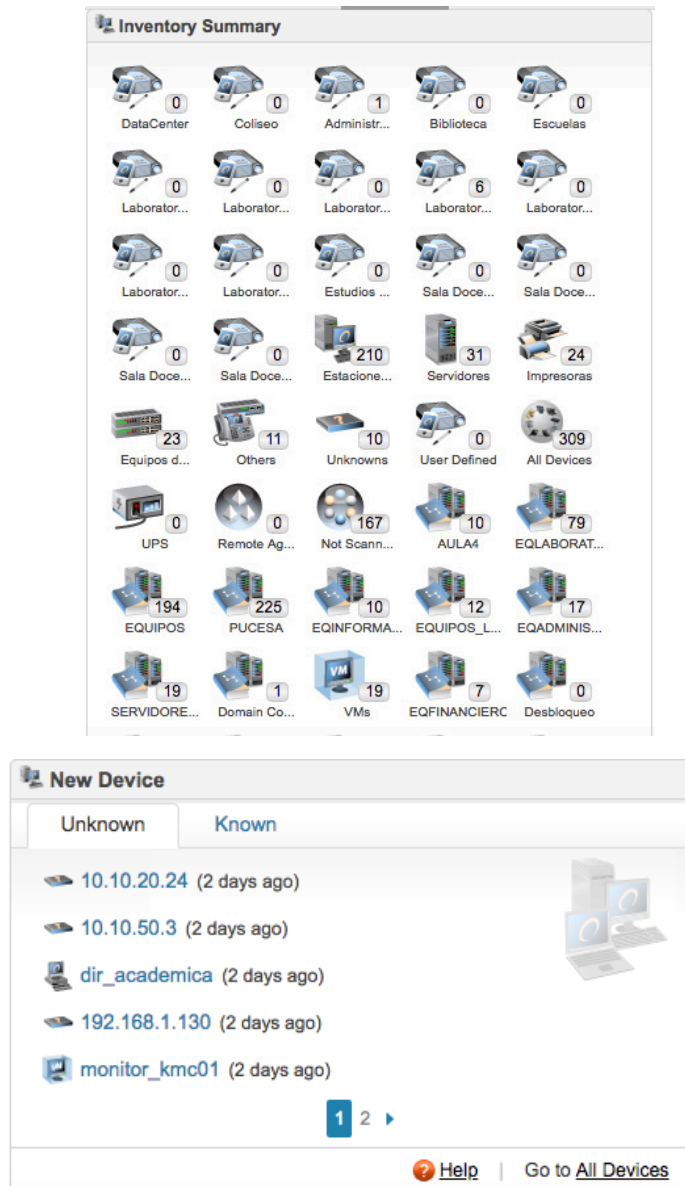 Inventory Summary
0 0 1 0 0
DataCenter Coliseo Administr... Biblioteca Escuelas
0 0 0 6 0
Laborator... Laborator... Laborator... Laborator... Laborator...
0 0 0 0 0
Laborator... Laborator... Estudios ... Sala Doce... Sala Doce...
0 0 210 31 24
Sala Doce... Sala Doce... Estacione... Servidores Impresoras
23 11 10 0 309
Equipos d... Others Unknowns User Defined All Devices
0 0 167 10 79
UPS Remote Ag... Not Scann... AULA4 EQLABORAT...
194 225 10 12 17
EQUIPOS PUCESA EQINFORMA... EQUIPOS_L... EQADMINIS...
19 1 VM 19 7 0
SERVIDORE... Domain Co... VMs EQFINANCIERC Desbloqueo
New Device
Unknown Known
10.10.20.24 (2 days ago)
10.10.50.3 (2 days ago)
dir_academica (2 days ago)
192.168.1.130 (2 days ago)
monitor_kmc01 (2 days ago)
1 2
? Help | Go to All Devices